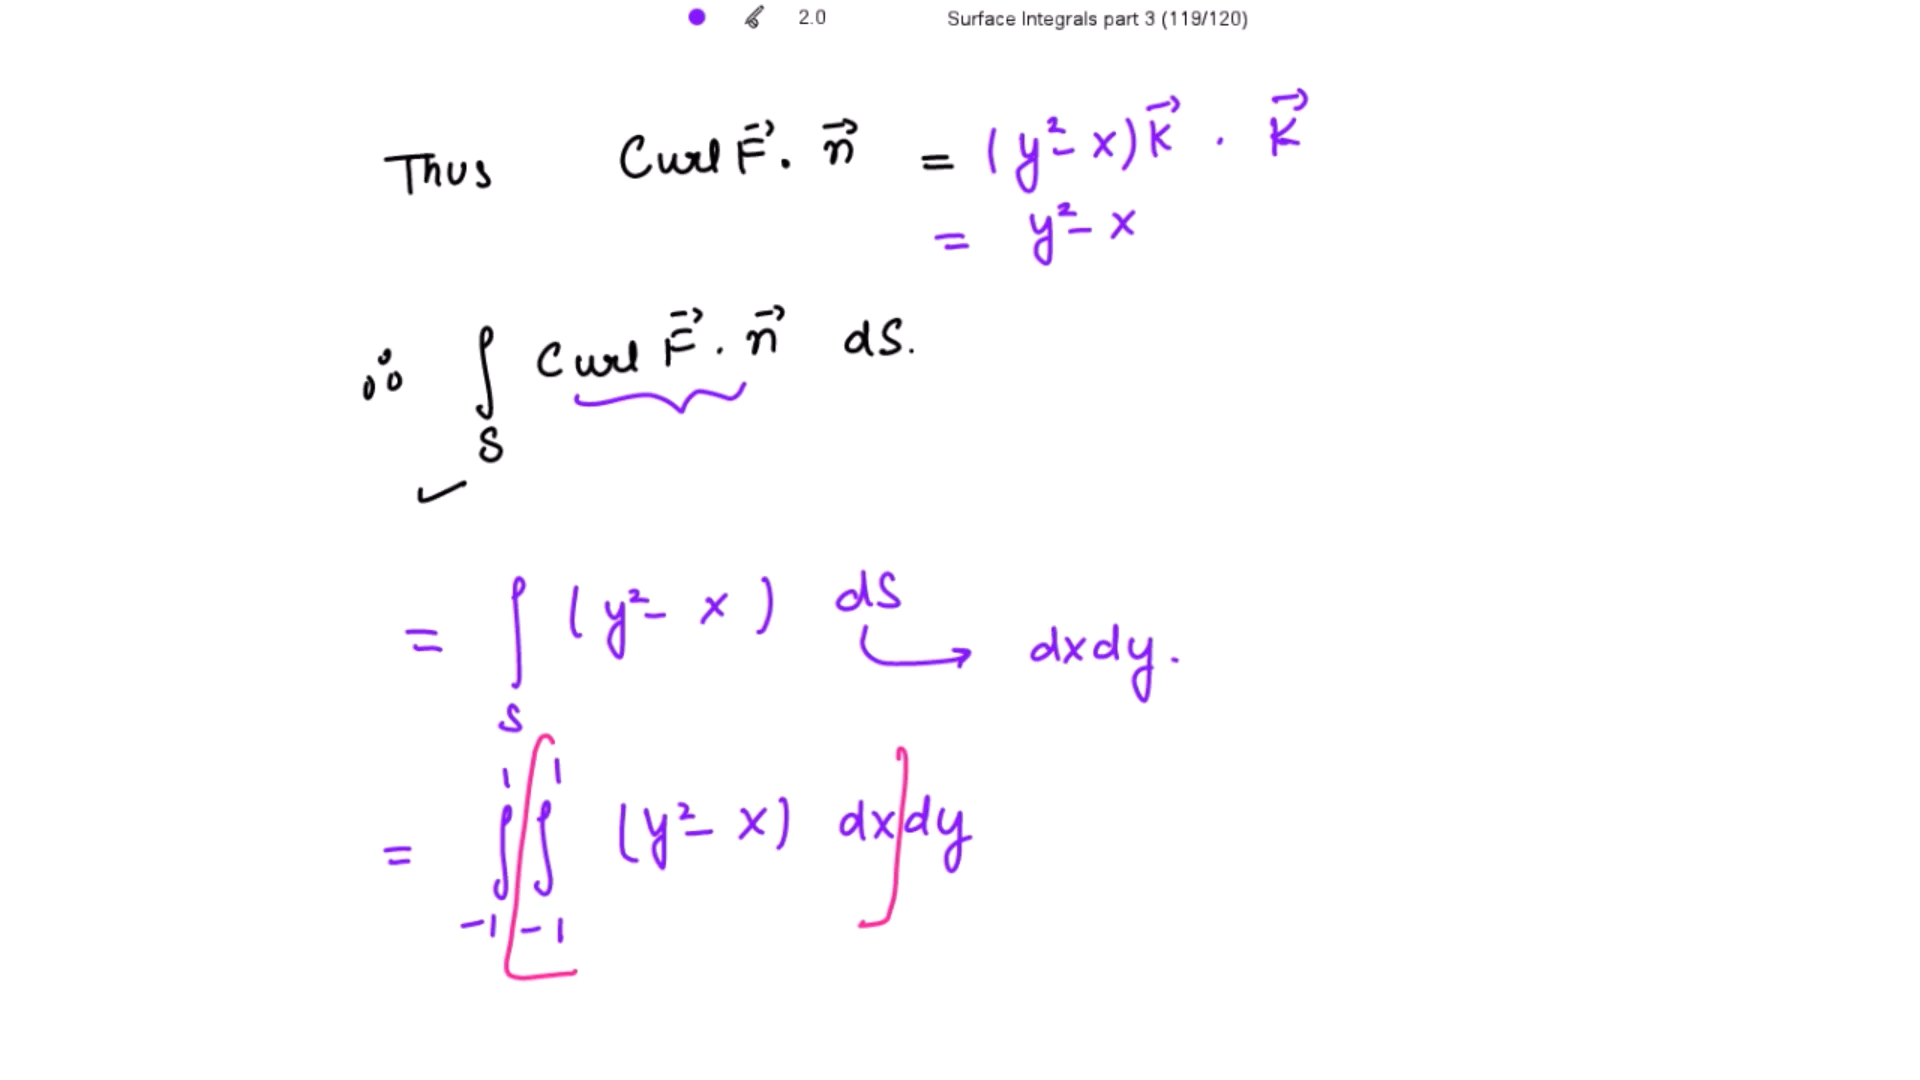 2.0 Surface Integrals part 3 (119/120)
Thus Curl F⃗ . n⃗ = (y² - x) k⃗ . k⃗
= y² - x
∴ ∫_S Curl F⃗ . n⃗ dS.
= ∫_S (y² - x) dS → dxdy.
= ∫_{-1}^{1} [∫_{-1}^{1} (y² - x) dx] dy